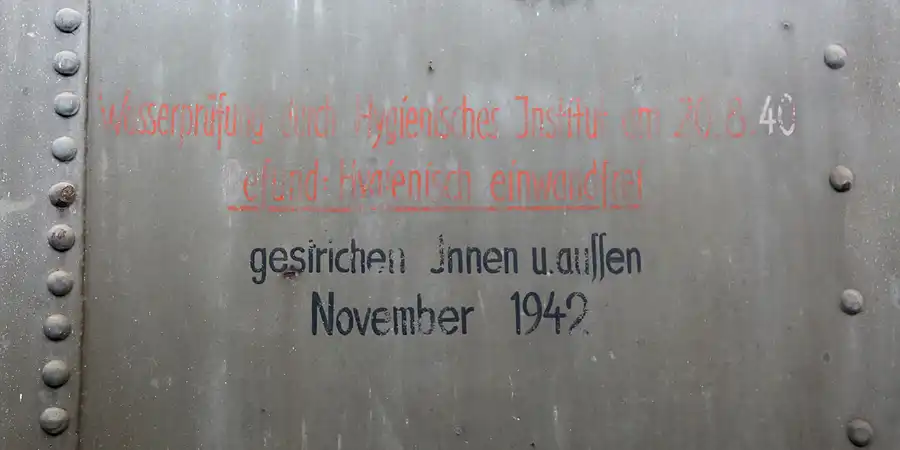 Wasserprüfung durch Hygienisches Institut am 20.8.40
Befund: Hygienisch einwandfrei
gestrichen Jnnen u. aussen
November 1942